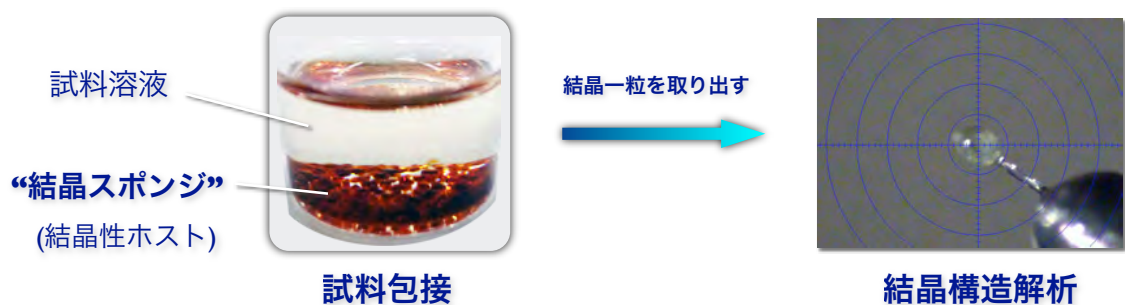 試料溶液
“結晶スポンジ”
(結晶性ホスト)
試料包接
結晶一粒を取り出す
結晶構造解析